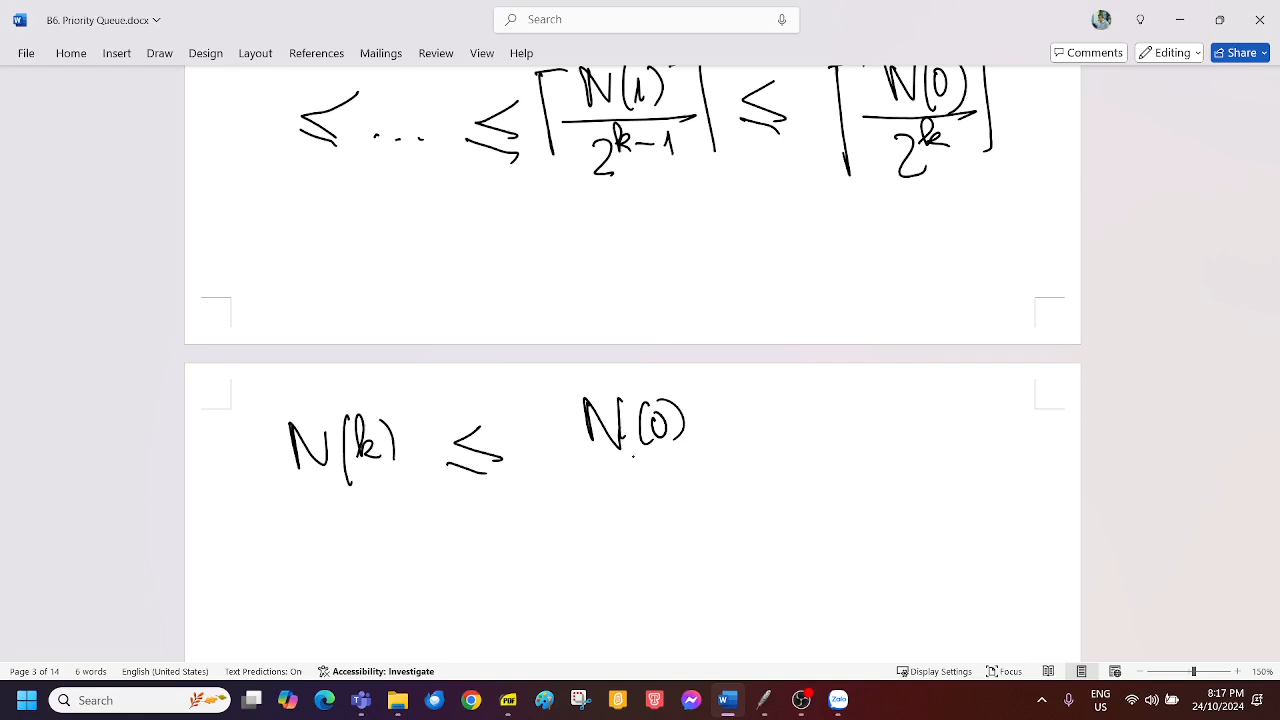 B6. Priority Queue.docx
Search
File Home Insert Draw Design Layout References Mailings Review View Help
Comments Editing Share
≤ ... ≤ ⌈N(1)/2^(k-1)⌉ ≤ ⌈N(0)/2^k⌉
N(k) ≤ N(0)
Page 3 of 14 6 words English (United States) Text Predictions: On Accessibility: Investigate Display Settings Focus 150%
Search PDF Zalo ENG US 8:17 PM 24/10/2024